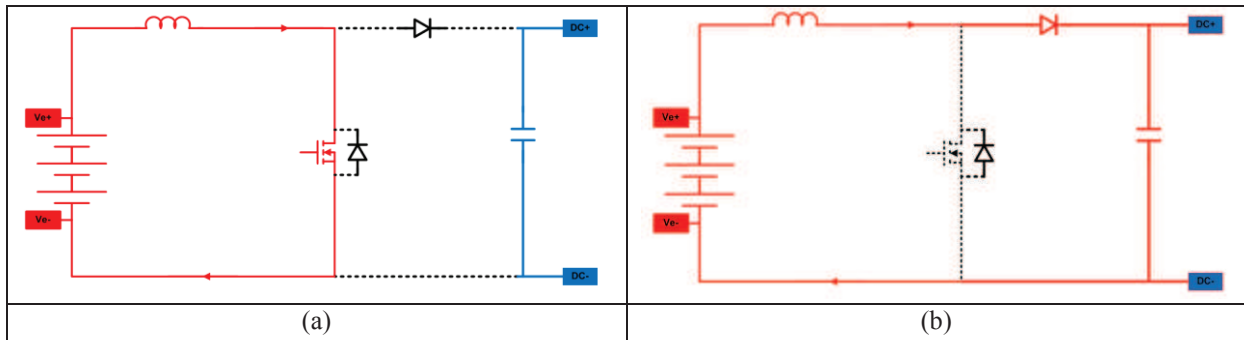 DC+
Ve+
Ve-
DC-
(a)
DC+
Ve+
Ve-
DC-
(b)